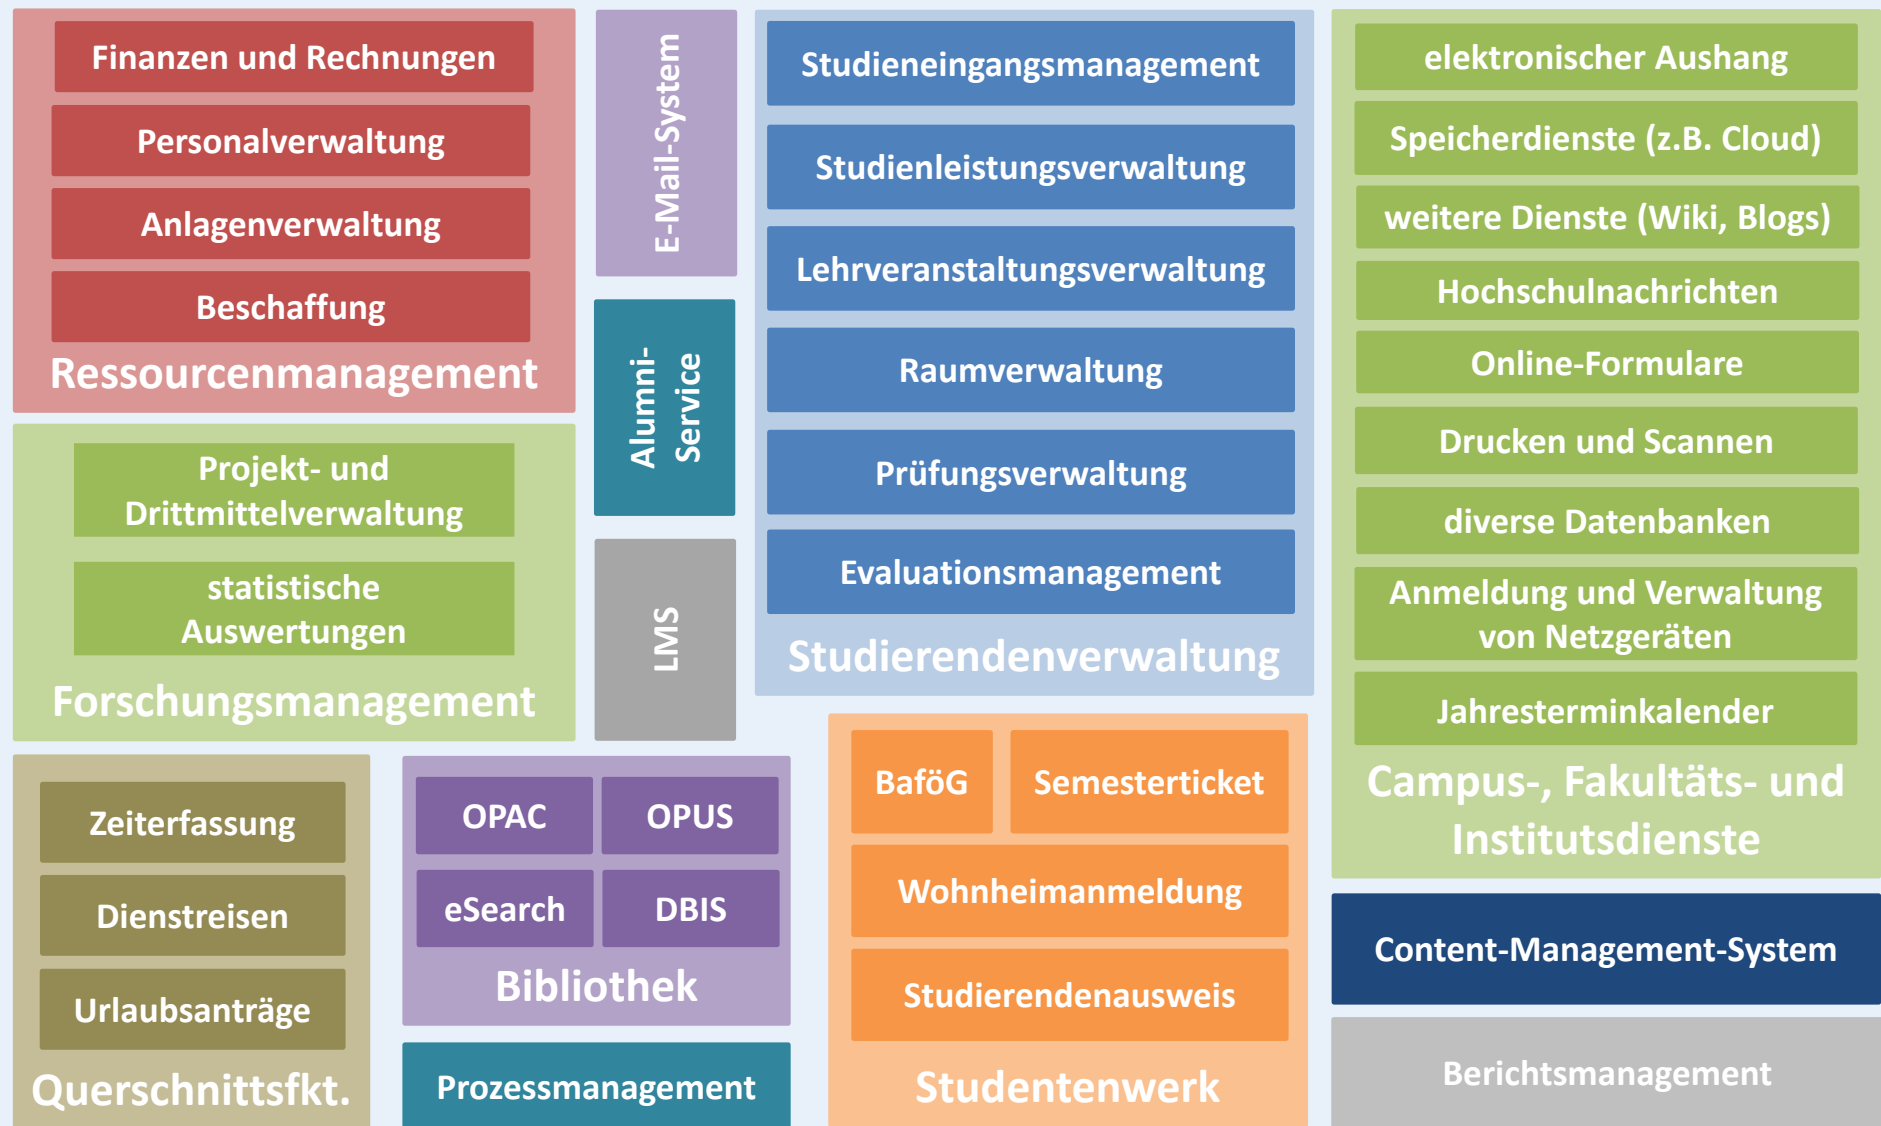 Finanzen und Rechnungen
Personalverwaltung
Anlagenverwaltung
Beschaffung
Ressourcenmanagement
Projekt- und
Drittmittelverwaltung
statistische
Auswertungen
Forschungsmanagement
Zeiterfassung
Dienstreisen
Urlaubsanträge
Querschnittsfkt.
E-Mail-System
Alumni-
Service
LMS
OPAC
OPUS
eSearch
DBIS
Bibliothek
Prozessmanagement
Studieneingangsmanagement
Studienleistungsverwaltung
Lehrveranstaltungsverwaltung
Raumverwaltung
Prüfungsverwaltung
Evaluationsmanagement
Studierendenverwaltung
BaföG
Semesterticket
Wohnheimanmeldung
Studierendenausweis
Studentenwerk
elektronischer Aushang
Speicherdienste (z.B. Cloud)
weitere Dienste (Wiki, Blogs)
Hochschulnachrichten
Online-Formulare
Drucken und Scannen
diverse Datenbanken
Anmeldung und Verwaltung
von Netzgeräten
Jahresterminkalender
Campus-, Fakultäts- und
Institutsdienste
Content-Management-System
Berichtsmanagement